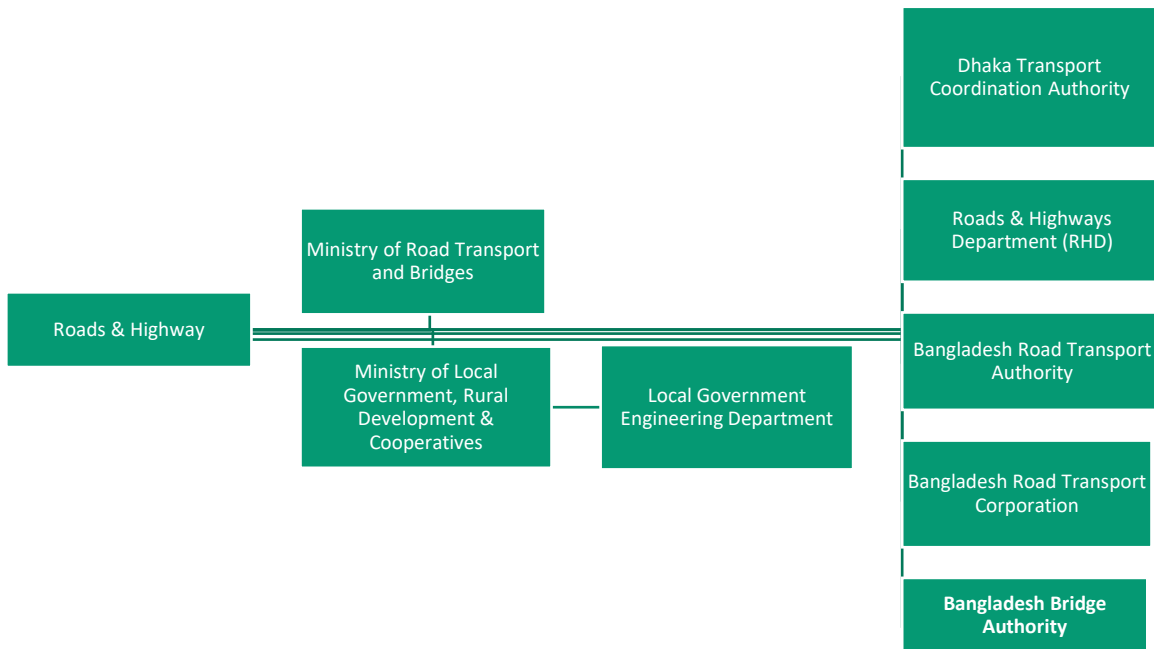 Roads & Highway
Ministry of Road Transport
and Bridges
Ministry of Local
Government, Rural
Development &
Cooperatives
Local Government
Engineering Department
Dhaka Transport
Coordination Authority
Roads & Highways
Department (RHD)
Bangladesh Road Transport
Authority
Bangladesh Road Transport
Corporation
Bangladesh Bridge
Authority